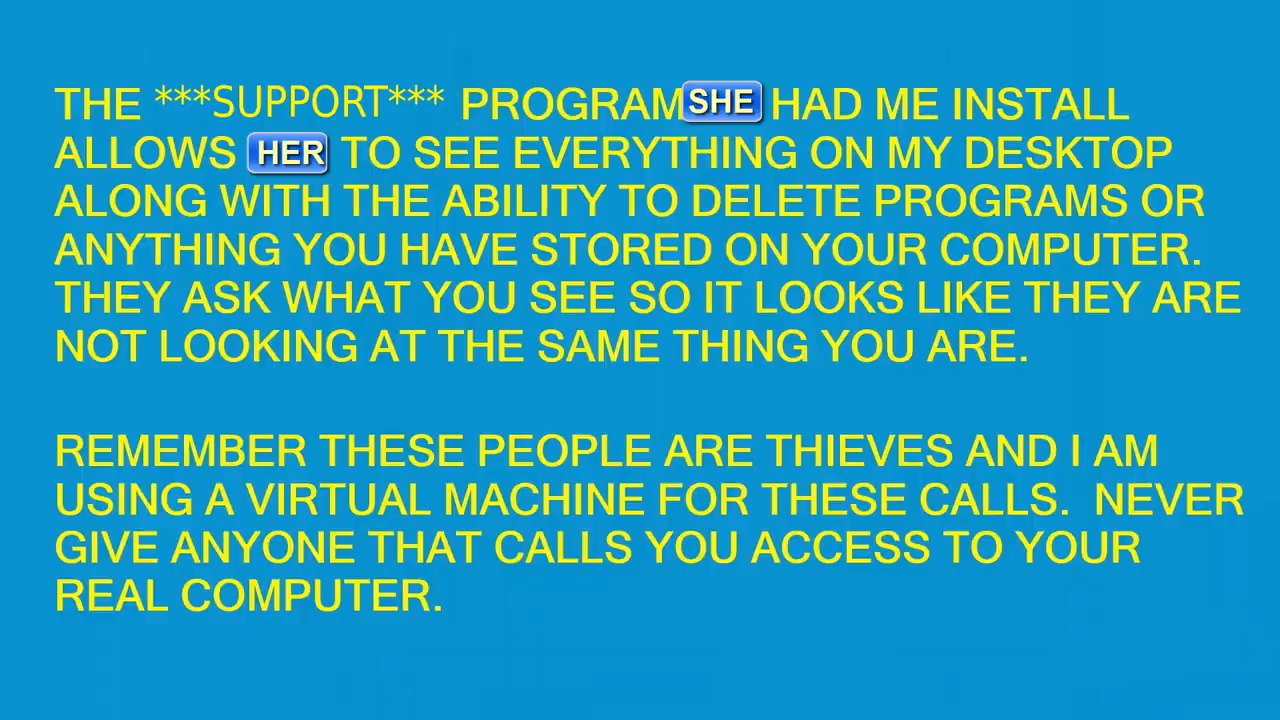 THE ***SUPPORT*** PROGRAM SHE HAD ME INSTALL
ALLOWS HER TO SEE EVERYTHING ON MY DESKTOP
ALONG WITH THE ABILITY TO DELETE PROGRAMS OR
ANYTHING YOU HAVE STORED ON YOUR COMPUTER.
THEY ASK WHAT YOU SEE SO IT LOOKS LIKE THEY ARE
NOT LOOKING AT THE SAME THING YOU ARE.
REMEMBER THESE PEOPLE ARE THIEVES AND I AM
USING A VIRTUAL MACHINE FOR THESE CALLS. NEVER
GIVE ANYONE THAT CALLS YOU ACCESS TO YOUR
REAL COMPUTER.